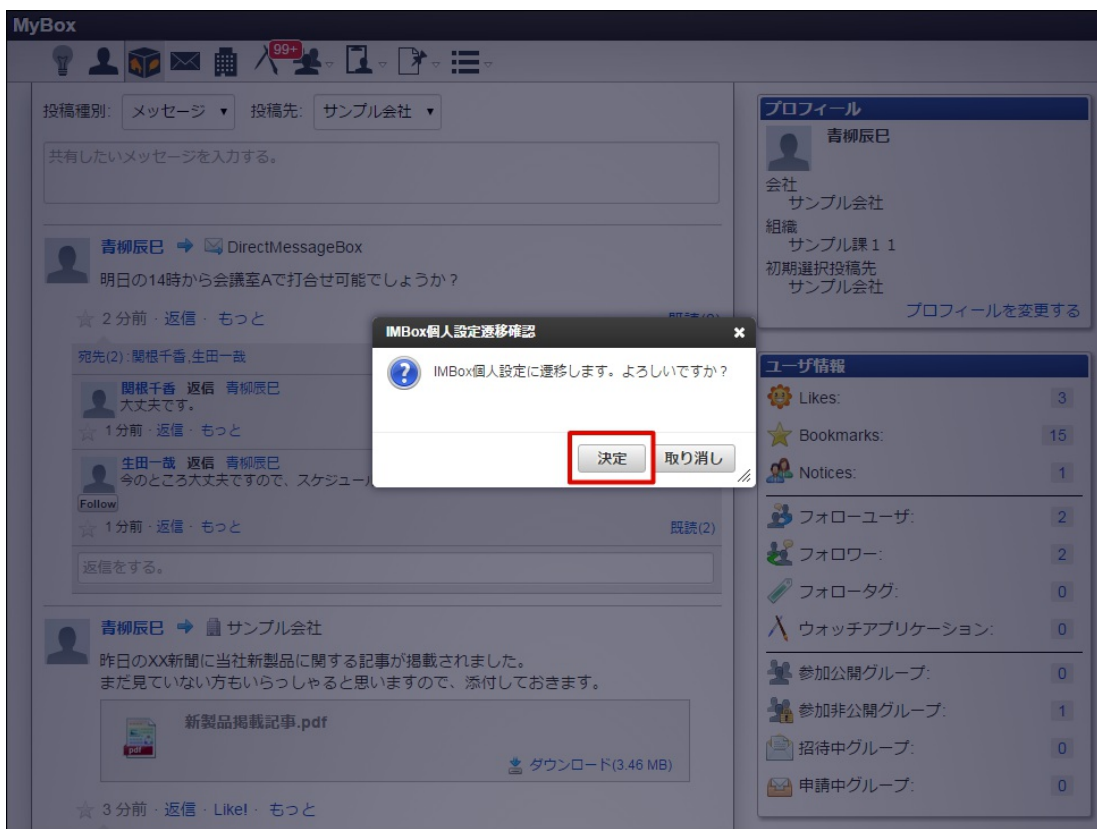 MyBox
99+
投稿種別: メッセージ 投稿先: サンプル会社
共有したいメッセージを入力する。
青柳辰巳 DirectMessageBox
明日の14時から会議室Aで打合せ可能でしょうか？
2 分前 · 返信 · もっと
宛先(2) :関根千香,生田一哉
関根千香 返信 青柳辰巳
大丈夫です。
1 分前 · 返信 · もっと
生田一哉 返信 青柳辰巳
今のところ大丈夫ですので、スケジュール
Follow
1 分前 · 返信 · もっと 既読(2)
返信をする。
青柳辰巳 サンプル会社
昨日のXX新聞に当社新製品に関する記事が掲載されました。
まだ見ていない方もいらっしゃると思いますので、添付しておきます。
pdf
新製品掲載記事.pdf
ダウンロード(3.46 MB)
3 分前 · 返信 · Like! · もっと
IMBox個人設定遷移確認
IMBox個人設定に遷移します。よろしいですか？
決定 取り消し
プロフィール
青柳辰巳
会社
サンプル会社
組織
サンプル課１１
初期選択投稿先
サンプル会社
プロフィールを変更する
ユーザ情報
Likes: 3
Bookmarks: 15
Notices: 1
フォローユーザ: 2
フォロワー: 2
フォロータグ: 0
ウォッチアプリケーション: 0
参加公開グループ: 0
参加非公開グループ: 1
招待中グループ: 0
申請中グループ: 0